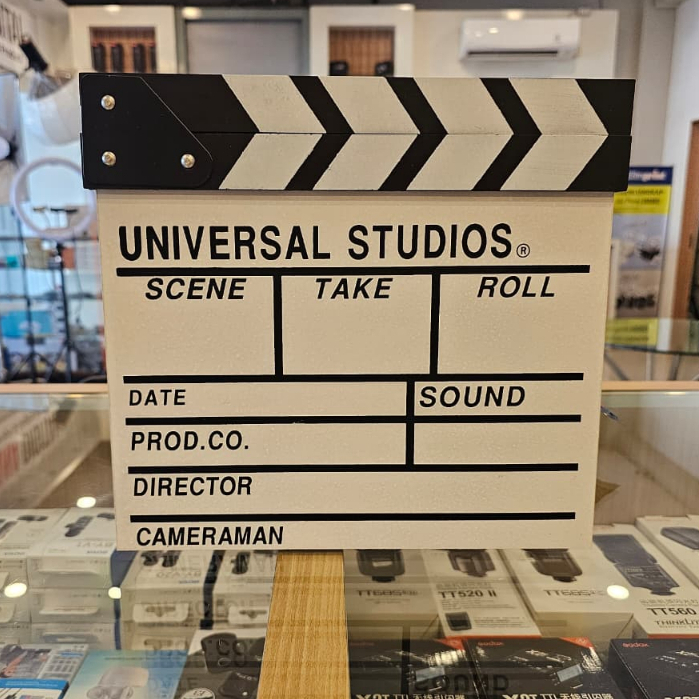 UNIVERSAL STUDIOS®
SCENE TAKE ROLL
DATE SOUND
PROD.CO.
DIRECTOR
CAMERAMAN
TT520 II
TT560